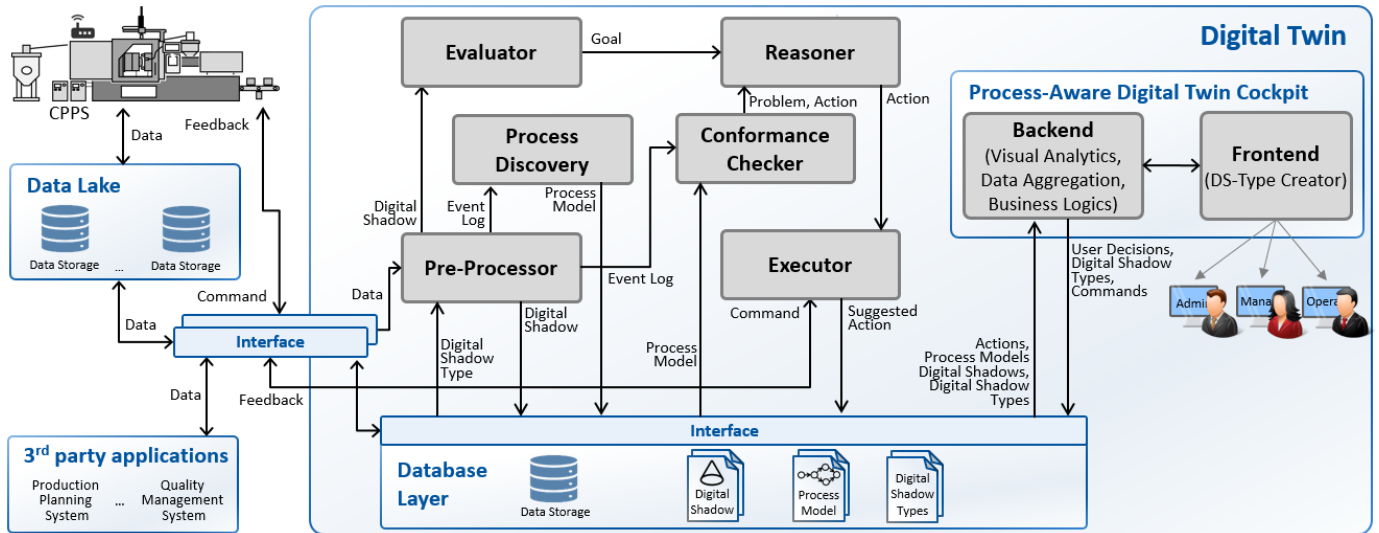 Digital Twin
CPPS
Data
Feedback
Evaluator
Goal
Reasoner
Problem, Action
Action
Process
Discovery
Conformance
Checker
Process
Model
Digital
Shadow
Event
Log
Process-Aware Digital Twin Cockpit
Backend
(Visual Analytics,
Data Aggregation,
Business Logics)
Frontend
(DS-Type Creator)
Data Lake
Data Storage
...
Data Storage
Pre-Processor
Event Log
Executor
User Decisions,
Digital Shadow
Types,
Commands
Command
Data
Data
Interface
Digital
Shadow
Type
Digital
Shadow
Process
Model
Command
Suggested
Action
Actions,
Process Models
Digital Shadows,
Digital Shadow
Types
Data
Feedback
3rd party applications
Production
Planning
System
...
Quality
Management
System
Interface
Database
Layer
Data Storage
Digital
Shadow
Process
Model
Digital
Shadow
Types